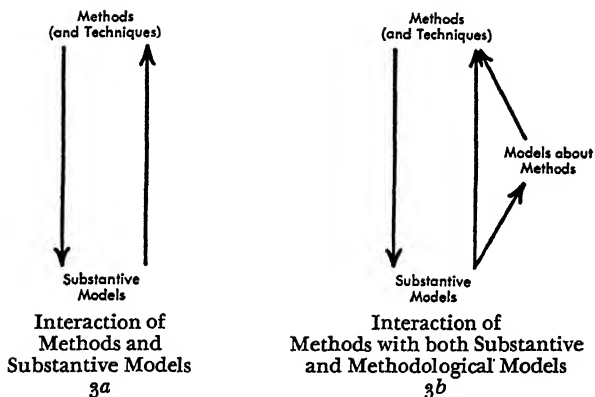 Methods
(and Techniques)
Substantive
Models
Interaction of
Methods and
Substantive Models
3a
Methods
(and Techniques)
Models about
Methods
Substantive
Models
Interaction of
Methods with both Substantive
and Methodological Models
3b